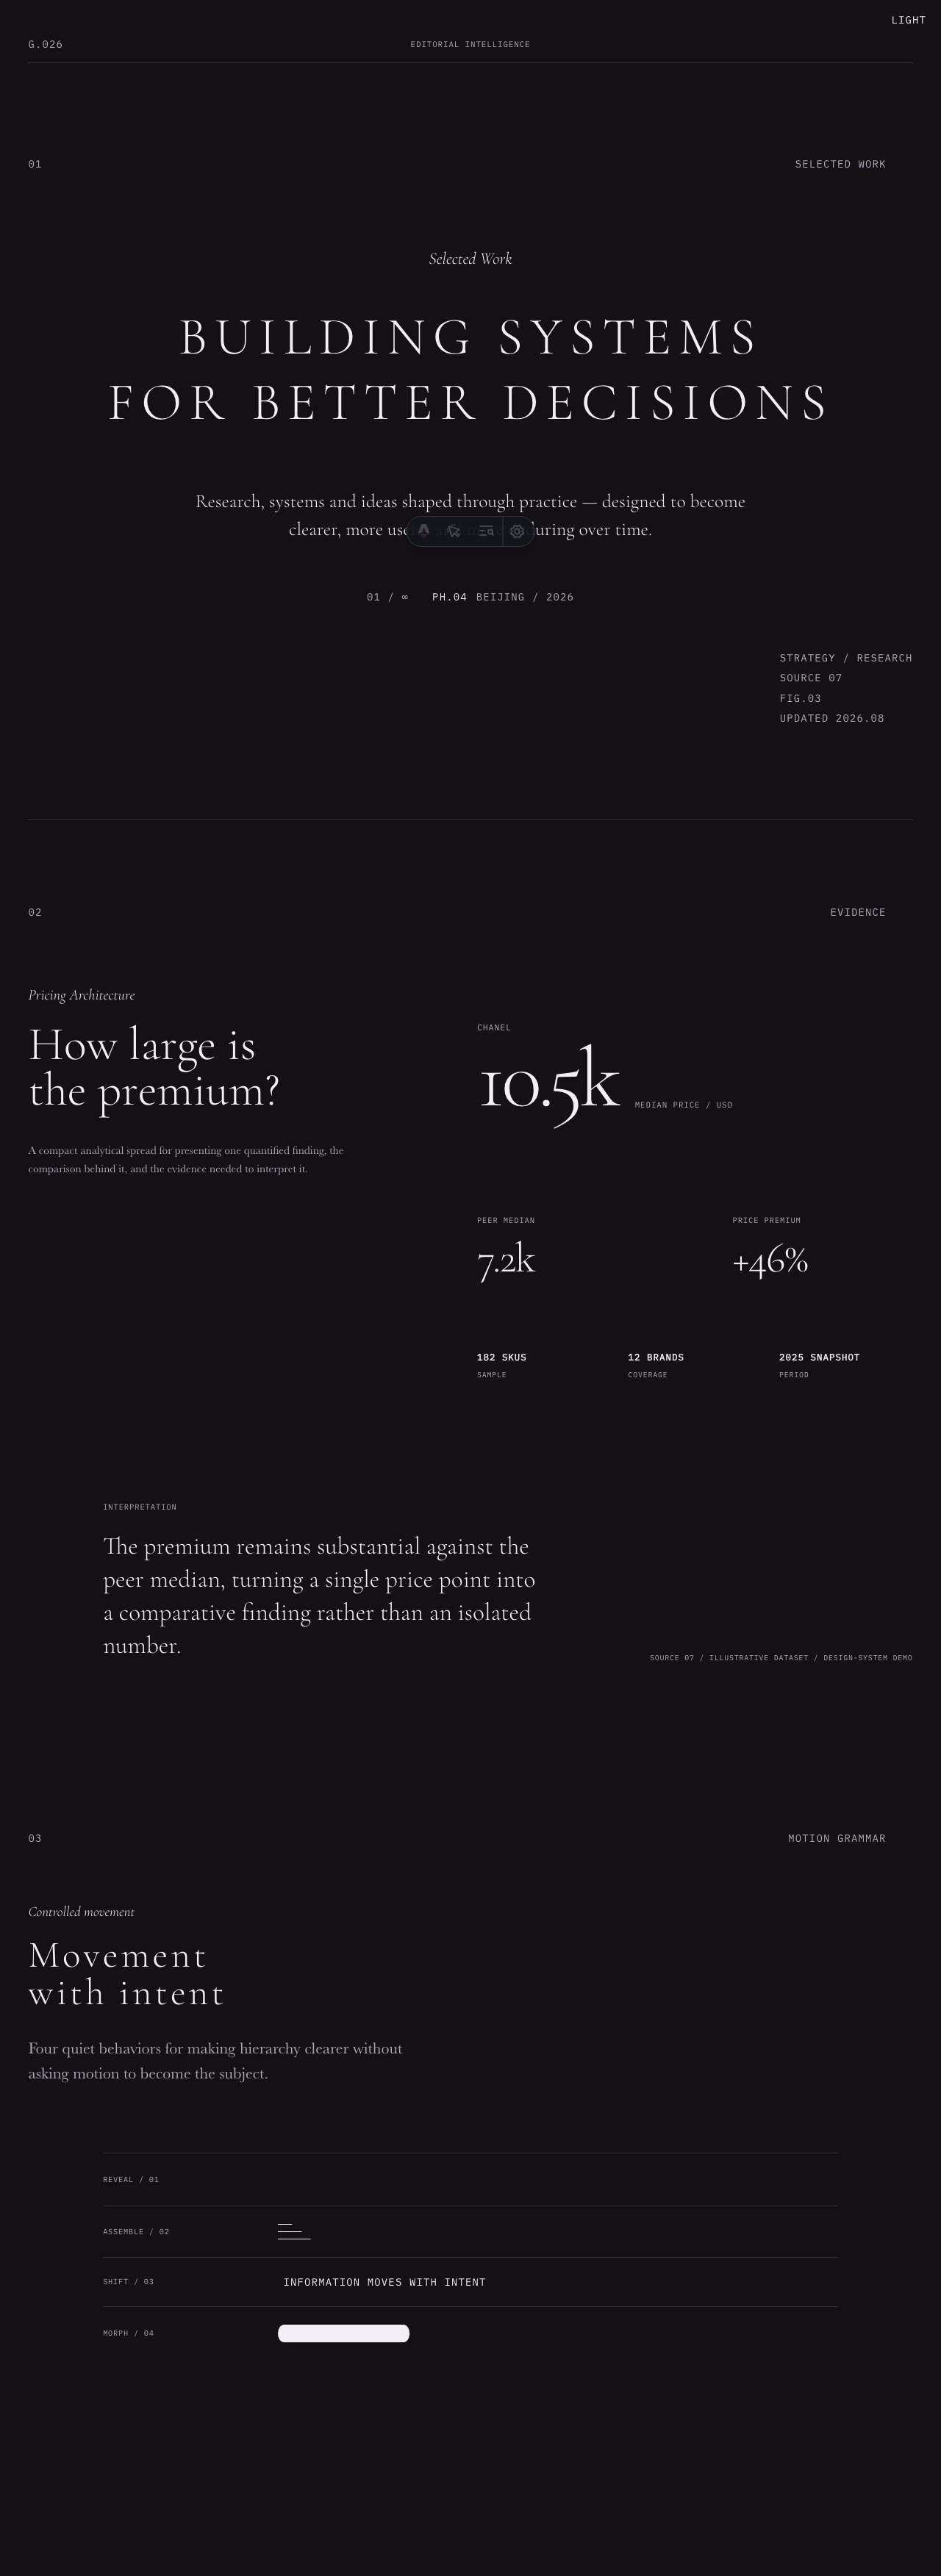 LIGHT
G.026
EDITORIAL INTELLIGENCE
01
SELECTED WORK
Selected Work
BUILDING SYSTEMS
FOR BETTER DECISIONS
Research, systems and ideas shaped through practice — designed to become
clearer, more use during over time.
01 / ∞ PH.04 BEIJING / 2026
STRATEGY / RESEARCH
SOURCE 07
FIG.03
UPDATED 2026.08
02
EVIDENCE
Pricing Architecture
How large is
the premium?
A compact analytical spread for presenting one quantified finding, the
comparison behind it, and the evidence needed to interpret it.
CHANEL
10.5k
MEDIAN PRICE / USD
PEER MEDIAN
7.2k
PRICE PREMIUM
+46%
182 SKUS
SAMPLE
12 BRANDS
COVERAGE
2025 SNAPSHOT
PERIOD
INTERPRETATION
The premium remains substantial against the
peer median, turning a single price point into
a comparative finding rather than an isolated
number.
SOURCE 07 / ILLUSTRATIVE DATASET / DESIGN-SYSTEM DEMO
03
MOTION GRAMMAR
Controlled movement
Movement
with intent
Four quiet behaviors for making hierarchy clearer without
asking motion to become the subject.
REVEAL / 01
ASSEMBLE / 02
SHIFT / 03
INFORMATION MOVES WITH INTENT
MORPH / 04